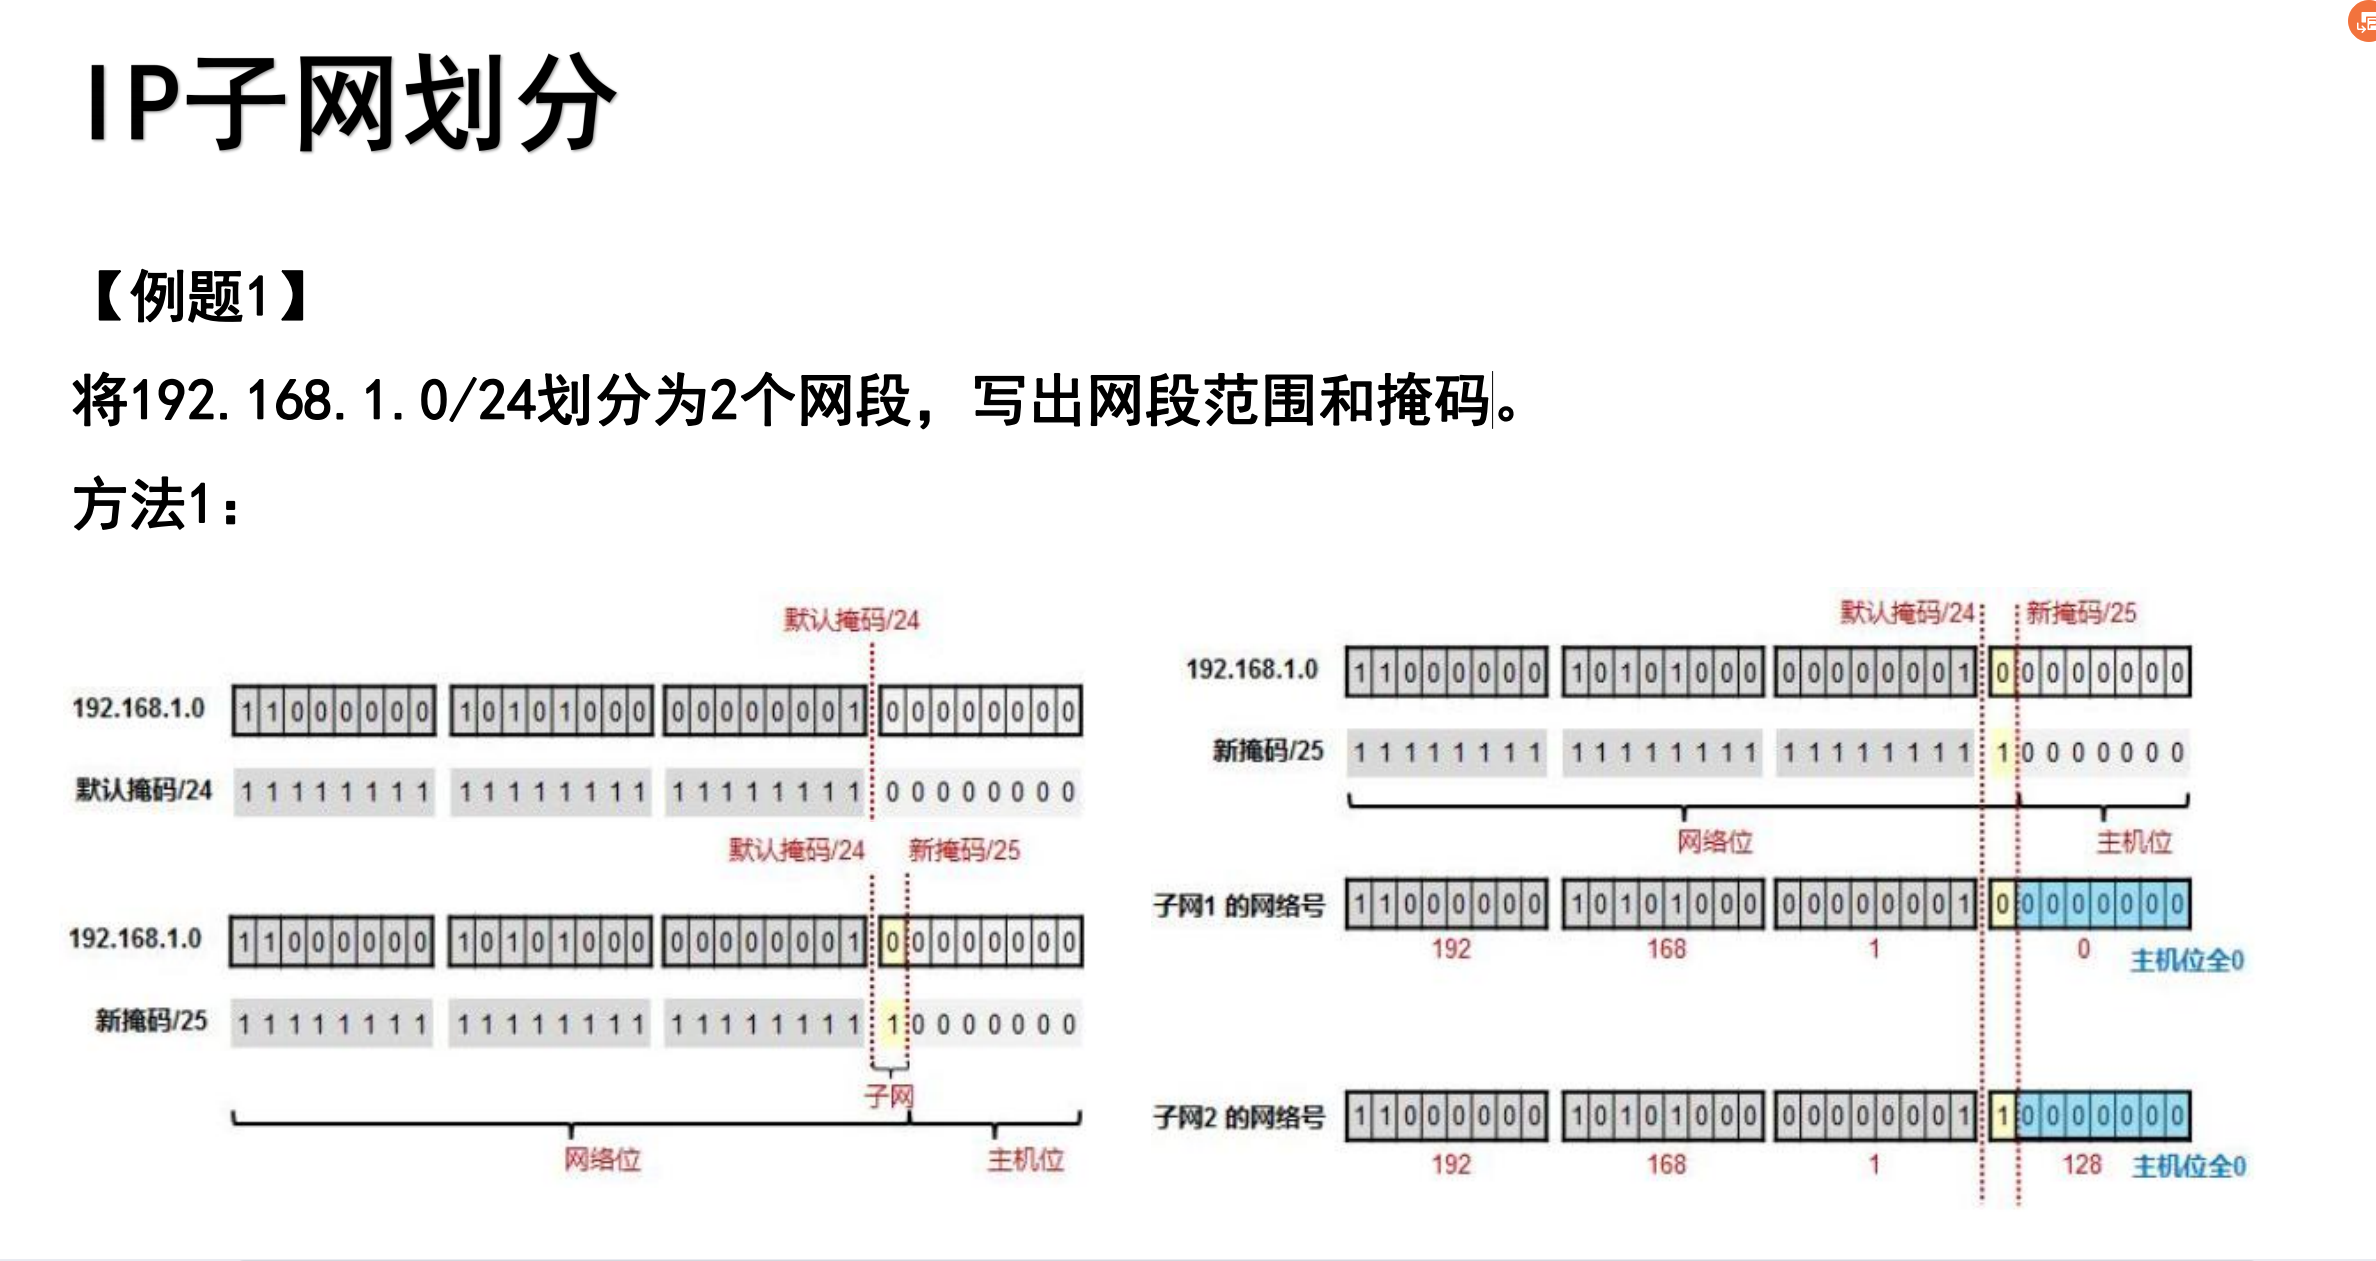 IP子网划分
【例题1】
将192.168.1.0/24划分为2个网段，写出网段范围和掩码。
方法1：
默认掩码/24
192.168.1.0 1 1 0 0 0 0 0 0 1 0 1 0 1 0 0 0 0 0 0 0 0 0 0 1 0 0 0 0 0 0 0 0
默认掩码/24 1 1 1 1 1 1 1 1 1 1 1 1 1 1 1 1 1 1 1 1 1 1 1 1 0 0 0 0 0 0 0 0
默认掩码/24 新掩码/25
192.168.1.0 1 1 0 0 0 0 0 0 1 0 1 0 1 0 0 0 0 0 0 0 0 0 0 1 0 0 0 0 0 0 0 0
新掩码/25 1 1 1 1 1 1 1 1 1 1 1 1 1 1 1 1 1 1 1 1 1 1 1 1 1 0 0 0 0 0 0 0
子网
网络位 主机位
默认掩码/24 新掩码/25
192.168.1.0 1 1 0 0 0 0 0 0 1 0 1 0 1 0 0 0 0 0 0 0 0 0 0 1 0 0 0 0 0 0 0 0
新掩码/25 1 1 1 1 1 1 1 1 1 1 1 1 1 1 1 1 1 1 1 1 1 1 1 1 1 0 0 0 0 0 0 0
网络位 主机位
子网1 的网络号 1 1 0 0 0 0 0 0 1 0 1 0 1 0 0 0 0 0 0 0 0 0 0 1 0 0 0 0 0 0 0 0
192 168 1 0 主机位全0
子网2 的网络号 1 1 0 0 0 0 0 0 1 0 1 0 1 0 0 0 0 0 0 0 0 0 0 1 1 0 0 0 0 0 0 0
192 168 1 128 主机位全0